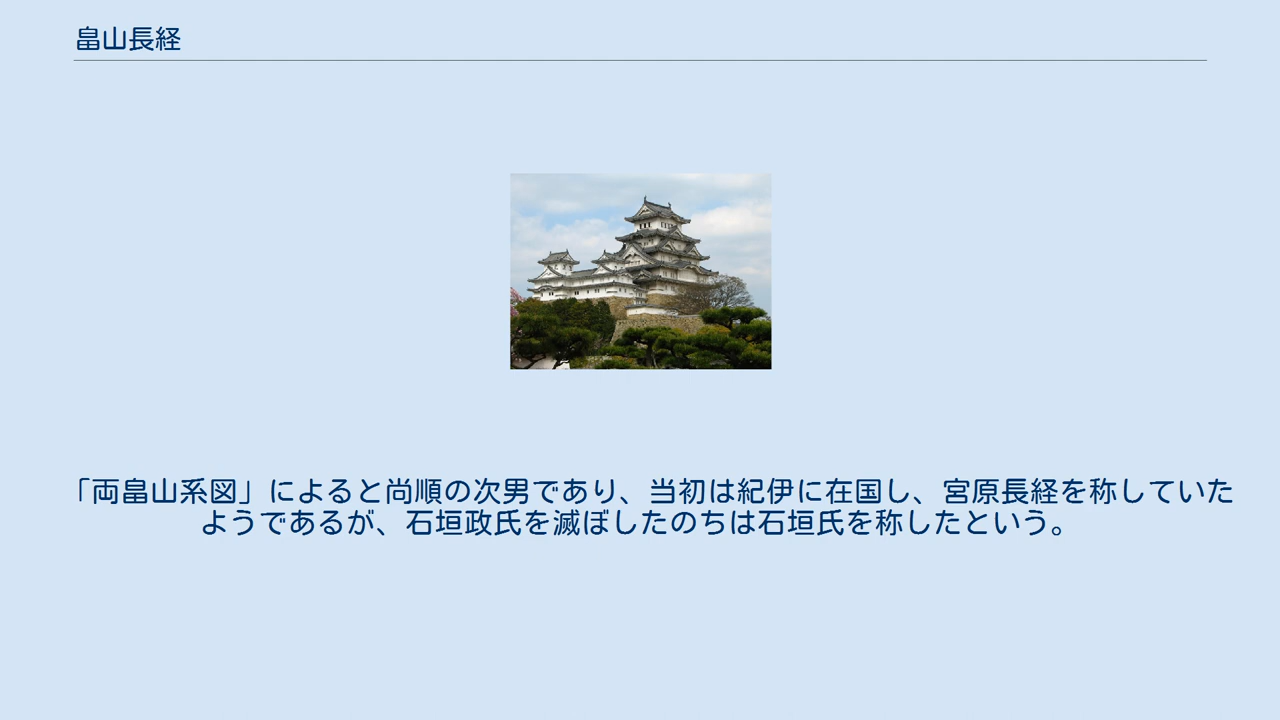 畠山長経
「両畠山系図」によると尚順の次男であり、当初は紀伊に在国し、宮原長経を称していた
ようであるが、石垣政氏を滅ぼしたのちは石垣氏を称したという。